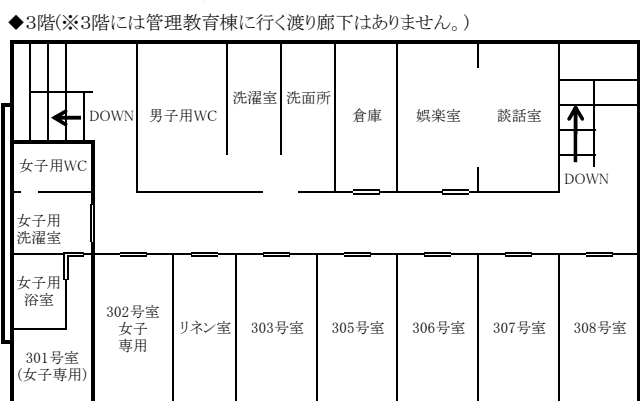 ◆3階(※3階には管理教育棟に行く渡り廊下はありません。)
DOWN
男子用WC
洗濯室
洗面所
倉庫
娯楽室
談話室
DOWN
女子用WC
女子用
洗濯室
女子用
浴室
301号室
(女子専用)
302号室
女子
専用
リネン室
303号室
305号室
306号室
307号室
308号室